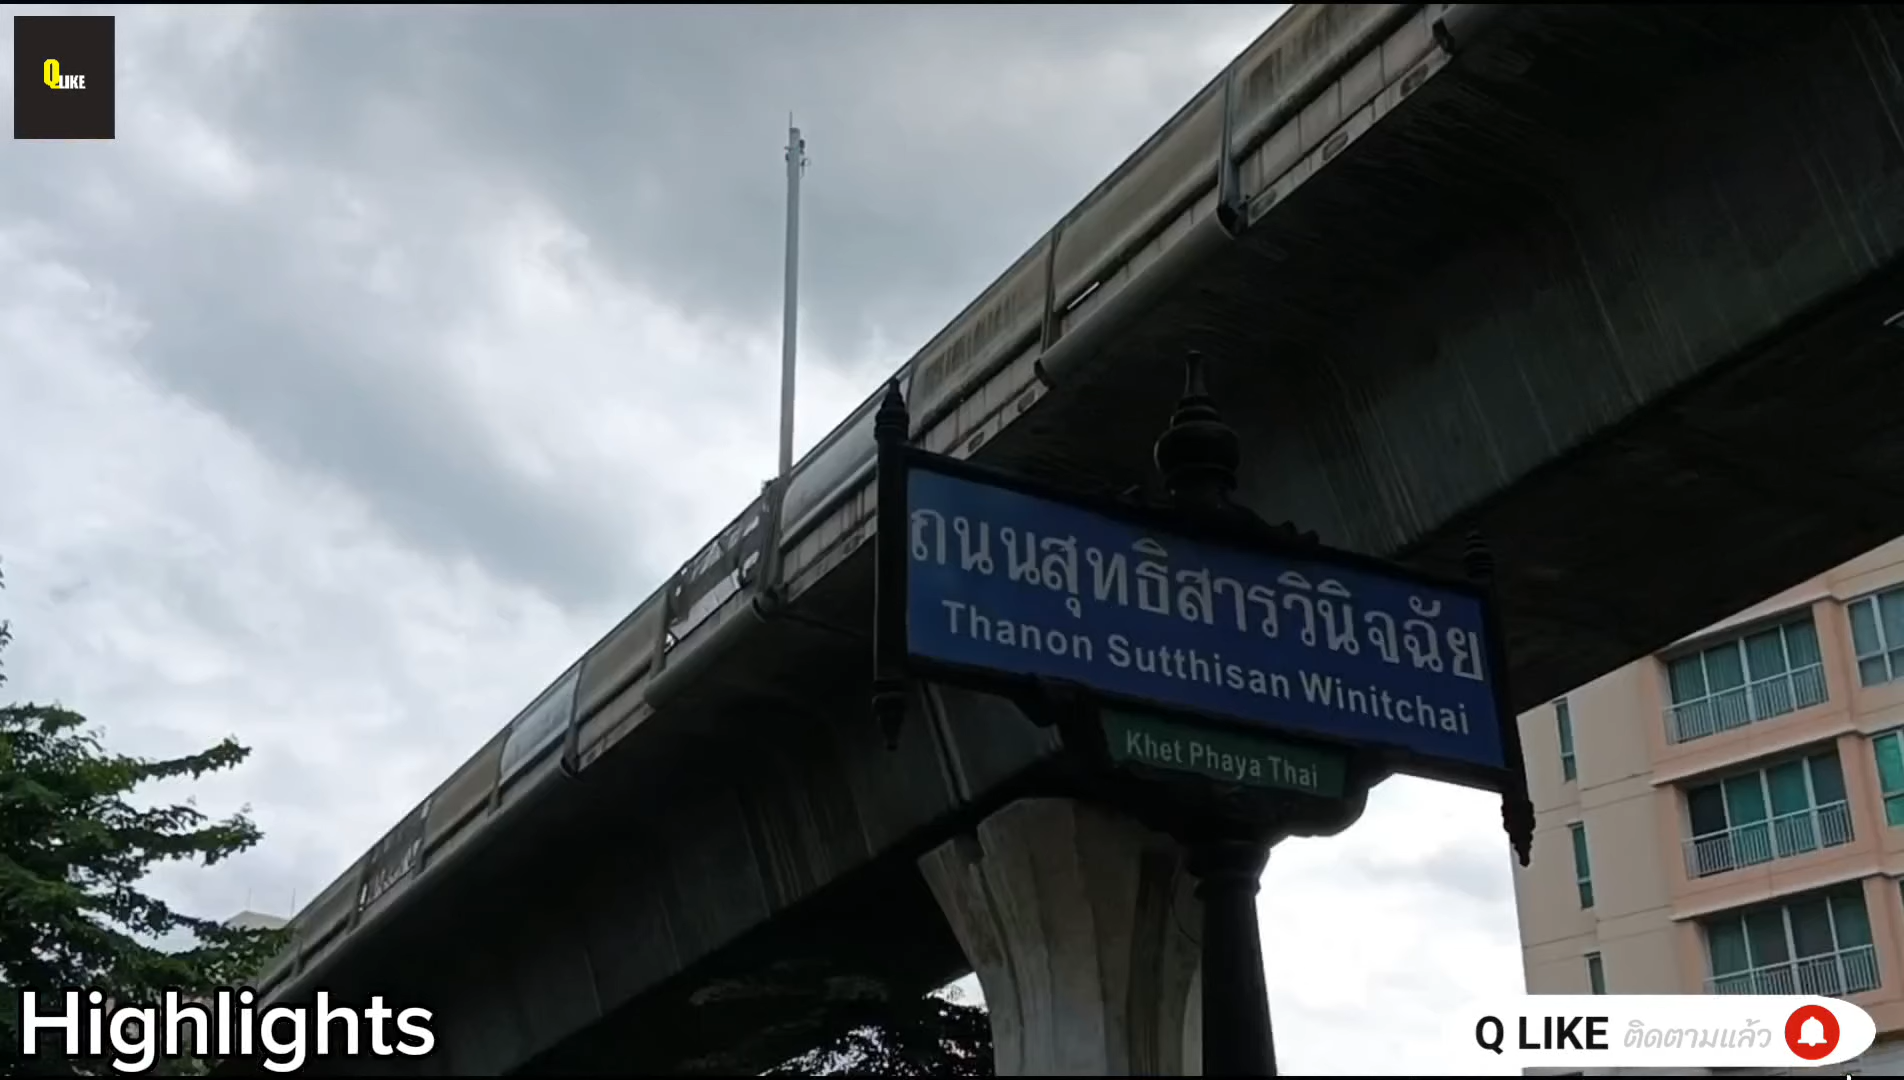 Q LIKE
ถนนสุทธิสารวินิจฉัย
Thanon Sutthisan Winitchai
Khet Phaya Thai
Highlights
Q LIKE ติดตามแล้ว